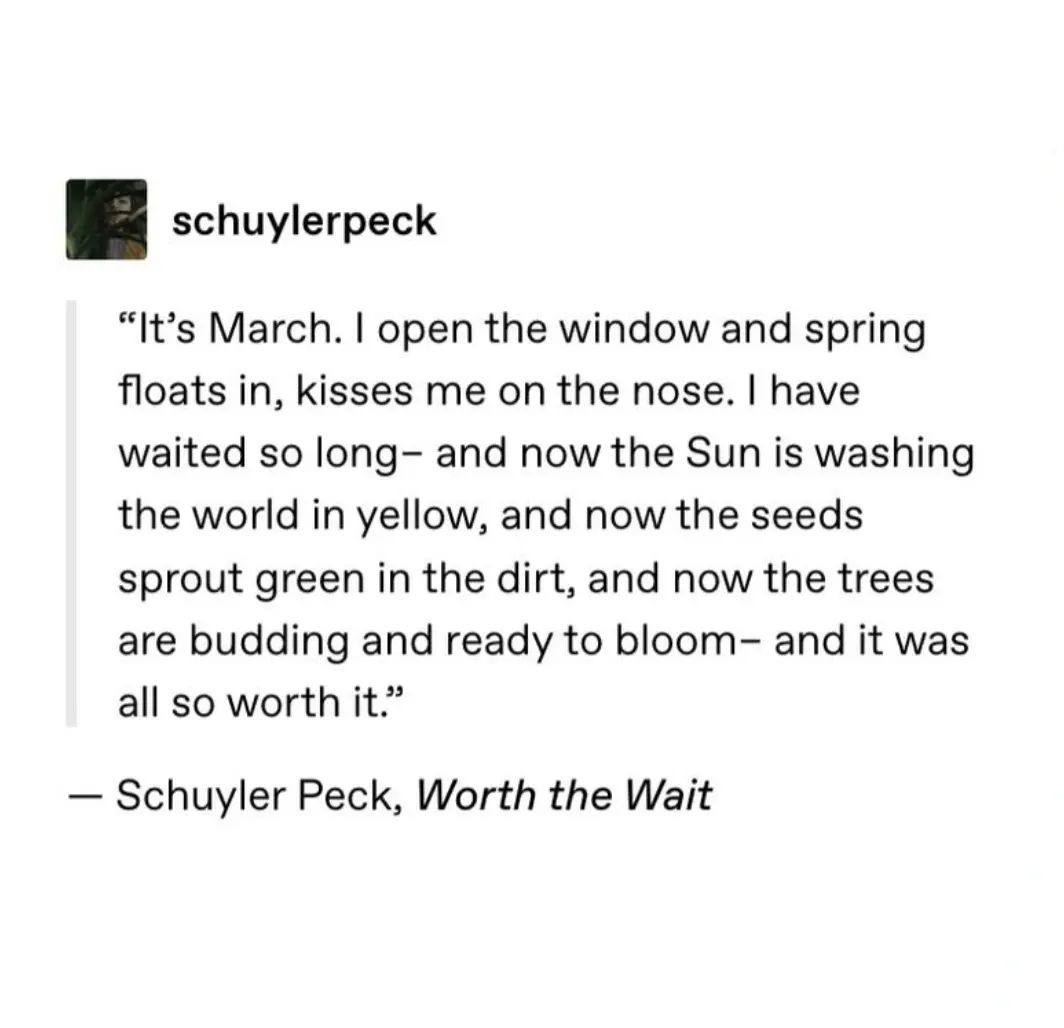 schuylerpeck
“It’s March. I open the window and spring
floats in, kisses me on the nose. I have
waited so long– and now the Sun is washing
the world in yellow, and now the seeds
sprout green in the dirt, and now the trees
are budding and ready to bloom– and it was
all so worth it.”
— Schuyler Peck, Worth the Wait